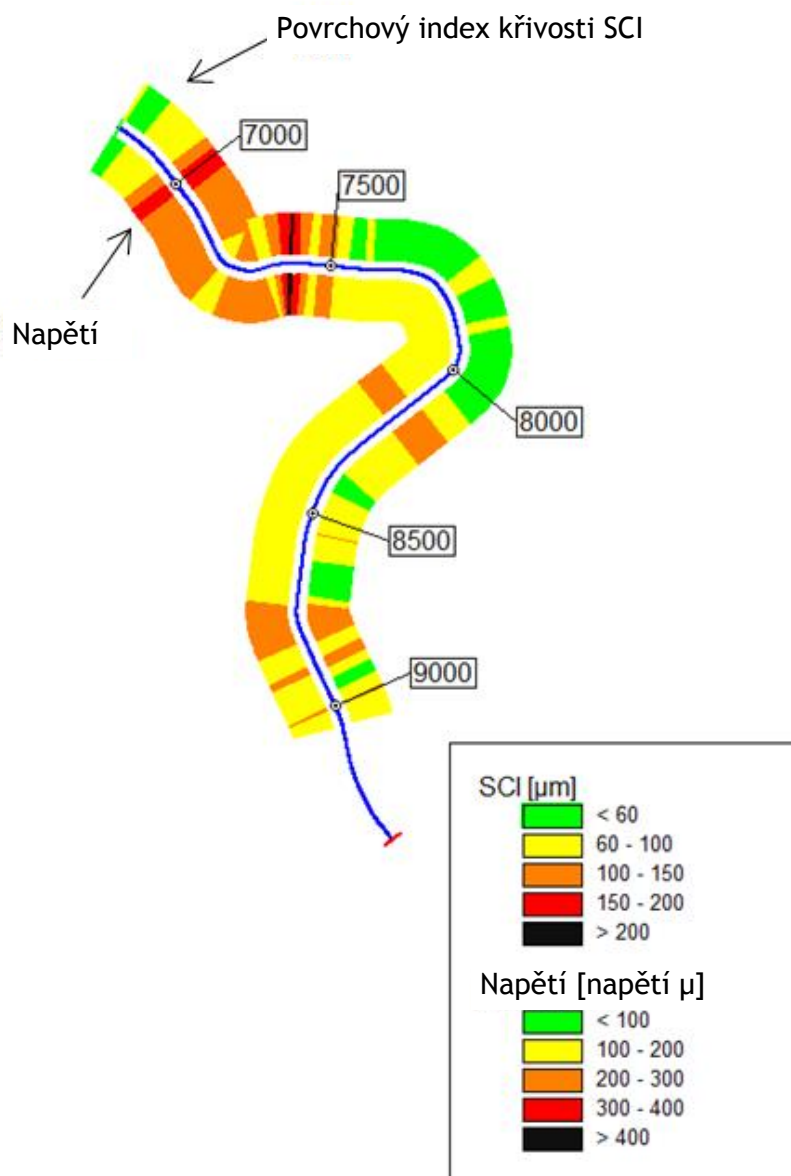 Povrchový index křivosti SCI
7000
7500
Napětí
8000
8500
9000
SCI [µm]
< 60
60 - 100
100 - 150
150 - 200
> 200
Napětí [napětí µ]
< 100
100 - 200
200 - 300
300 - 400
> 400